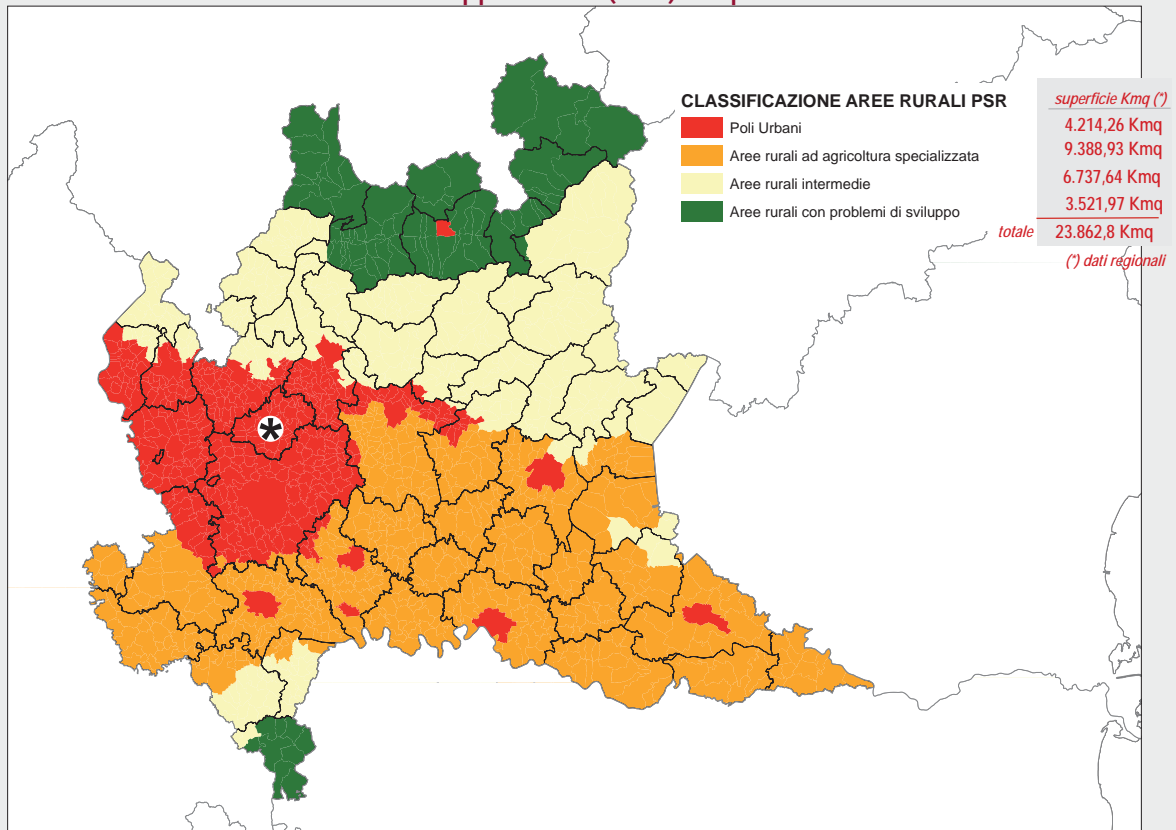 CLASSIFICAZIONE AREE RURALI PSR
superficie Kmq (*)
Poli Urbani
4.214,26 Kmq
Aree rurali ad agricoltura specializzata
9.388,93 Kmq
Aree rurali intermedie
6.737,64 Kmq
Aree rurali con problemi di sviluppo
3.521,97 Kmq
totale 23.862,8 Kmq
(*) dati regionali
*